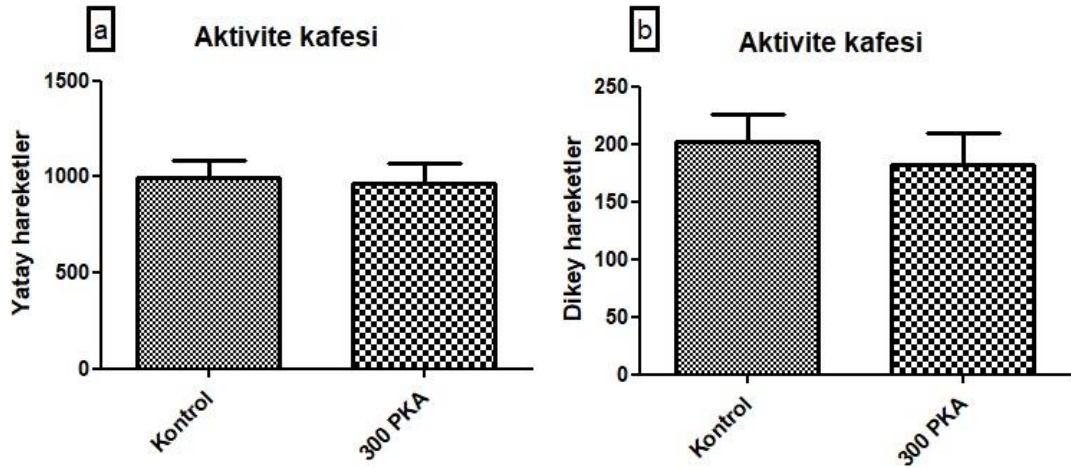 a
Aktivite kafesi
Yatay hareketler
1500
1000
500
0
Kontrol
300 PKA
b
Aktivite kafesi
Dikey hareketler
250
200
150
100
50
0
Kontrol
300 PKA